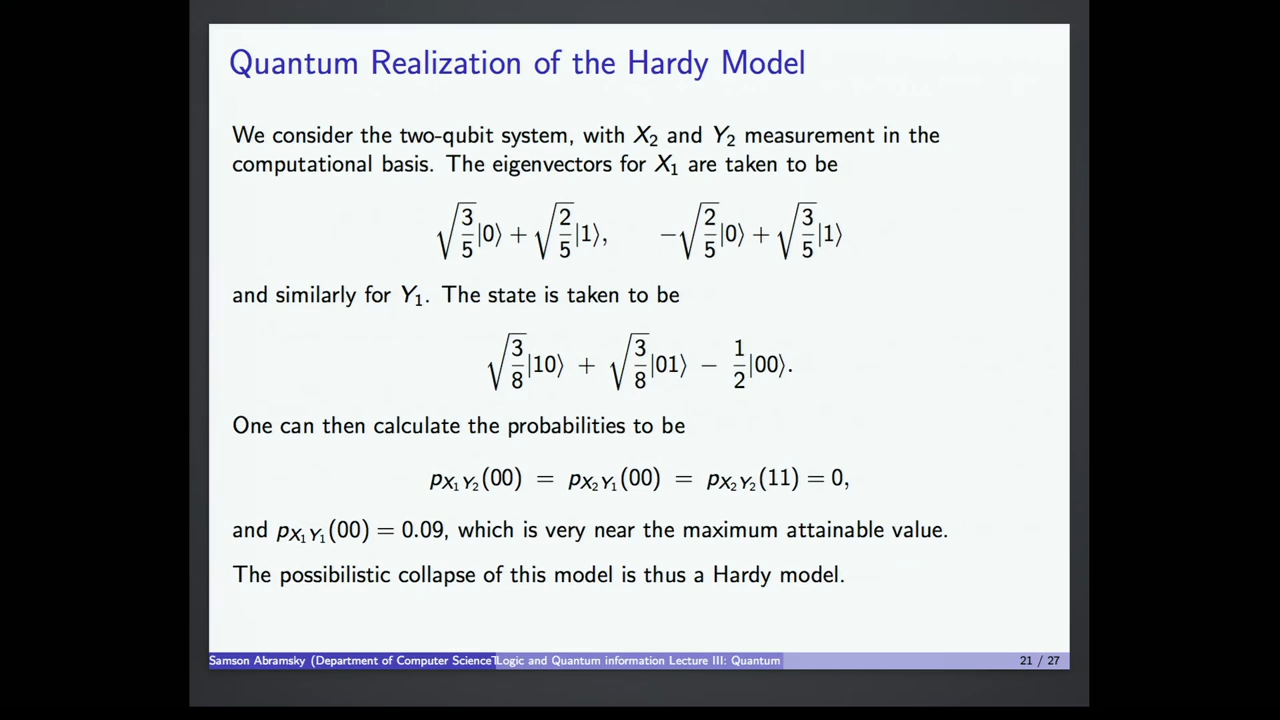 Quantum Realization of the Hardy Model
We consider the two-qubit system, with X₂ and Y₂ measurement in the
computational basis. The eigenvectors for X₁ are taken to be
√(3/5)|0⟩ + √(2/5)|1⟩, −√(2/5)|0⟩ + √(3/5)|1⟩
and similarly for Y₁. The state is taken to be
√(3/8)|10⟩ + √(3/8)|01⟩ − 1/2|00⟩.
One can then calculate the probabilities to be
p_{X₁Y₂}(00) = p_{X₂Y₁}(00) = p_{X₂Y₂}(11) = 0,
and p_{X₁Y₁}(00) = 0.09, which is very near the maximum attainable value.
The possibilistic collapse of this model is thus a Hardy model.
Samson Abramsky (Department of Computer Science Logic and Quantum information Lecture III: Quantum 21 / 27